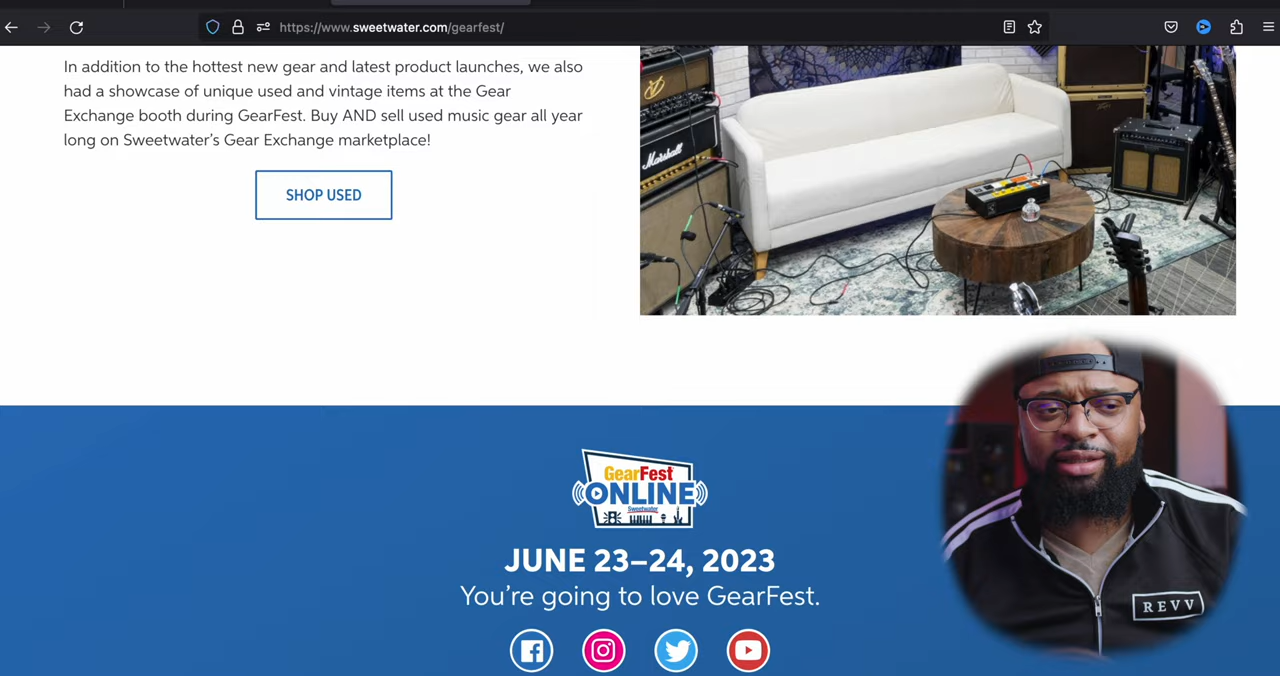 https://www.sweetwater.com/gearfest/
In addition to the hottest new gear and latest product launches, we also
had a showcase of unique used and vintage items at the Gear
Exchange booth during GearFest. Buy AND sell used music gear all year
long on Sweetwater's Gear Exchange marketplace!
SHOP USED
Marshall
GearFest
ONLINE
Sweetwater
JUNE 23–24, 2023
You're going to love GearFest.
REVV